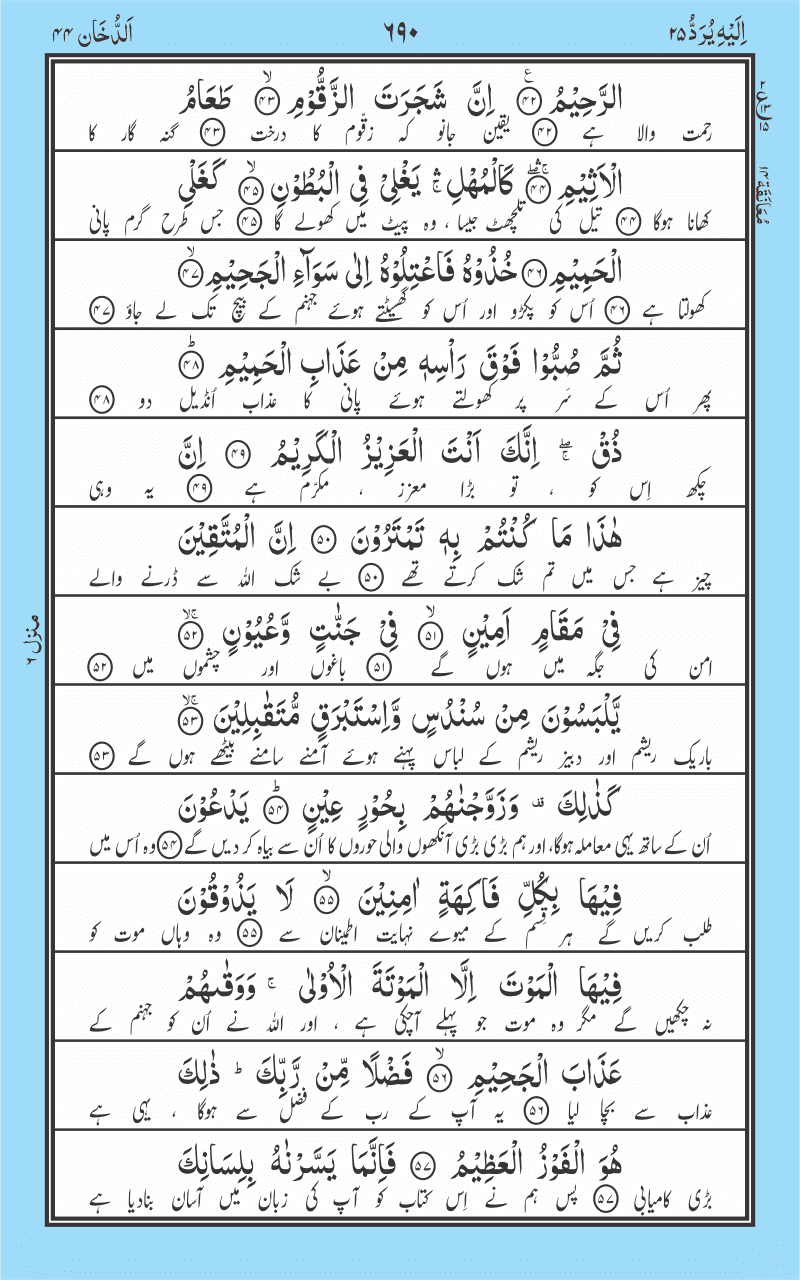 اِلَيْهِ يُرَدُّ ۲۵
۶۹۰
اَلدُّخَان ۴۴
الرَّحِيْمُ ۝۴۲ اِنَّ شَجَرَتَ الزَّقُّوْمِ ۝۴۳ۙ طَعَامُ
رحمت والا ہے ۝۴۲ یقین جانو کہ زقّوم کا درخت ۝۴۳ گنہ گار کا
الْاَثِيْمِ ۝۴۴ كَالْمُهْلِ ۛۚ يَغْلِيْ فِي الْبُطُوْنِ ۝۴۵ۙ كَغَلْيِ
کھانا ہوگا ۝۴۴ تیل کی تلچھٹ جیسا ، وہ پیٹ میں کھولے گا ۝۴۵ جس طرح گرم پانی
الْحَمِيْمِ ۝۴۶ خُذُوْهُ فَاعْتِلُوْهُ اِلٰى سَوَآءِ الْجَحِيْمِ ۝۴۷ۙ
کھولتا ہے ۝۴۶ اُس کو پکڑو اور اُس کو گھسیٹتے ہوئے جہنم کے بیچ تک لے جاؤ ۝۴۷
ثُمَّ صُبُّوْا فَوْقَ رَاْسِهٖ مِنْ عَذَابِ الْحَمِيْمِ ۝۴۸ؕ
پھر اُس کے سَر پر کھولتے ہوئے پانی کا عذاب اُنڈیل دو ۝۴۸
ذُقْ ۚۖ اِنَّكَ اَنْتَ الْعَزِيْزُ الْكَرِيْمُ ۝۴۹ اِنَّ
چکھ اِس کو ، تو بڑا معزز ، مکرّم ہے ۝۴۹ یہ وہی
هٰذَا مَا كُنْتُمْ بِهٖ تَمْتَرُوْنَ ۝۵۰ اِنَّ الْمُتَّقِيْنَ
چیز ہے جس میں تم شک کرتے تھے ۝۵۰ بے شک اللہ سے ڈرنے والے
فِيْ مَقَامٍ اَمِيْنٍ ۝۵۱ۙ فِيْ جَنّٰتٍ وَّعُيُوْنٍ ۝۵۲ۚۙ
امن کی جگہ میں ہوں گے ۝۵۱ باغوں اور چشموں میں ۝۵۲
يَّلْبَسُوْنَ مِنْ سُنْدُسٍ وَّاِسْتَبْرَقٍ مُّتَقٰبِلِيْنَ ۝۵۳ۚۙ
باریک ریشم اور دبیز ریشم کے لباس پہنے ہوئے آمنے سامنے بیٹھے ہوں گے ۝۵۳
كَذٰلِكَ ۫ وَزَوَّجْنٰهُمْ بِحُوْرٍ عِيْنٍ ۝۵۴ؕ يَدْعُوْنَ
اُن کے ساتھ یہی معاملہ ہوگا، اور ہم بڑی بڑی آنکھوں والی حوروں کا اُن سے بیاہ کر دیں گے ۝۵۴ وہ اُس میں
فِيْهَا بِكُلِّ فَاكِهَةٍ اٰمِنِيْنَ ۝۵۵ۙ لَا يَذُوْقُوْنَ
طلب کریں گے ہر قِسم کے میوے نہایت اطمینان سے ۝۵۵ وہ وہاں موت کو
فِيْهَا الْمَوْتَ اِلَّا الْمَوْتَةَ الْاُوْلٰى ۚ وَوَقٰىهُمْ
نہ چکھیں گے مگر وہ موت جو پہلے آچکی ہے ، اور اللہ نے اُن کو جہنم کے
عَذَابَ الْجَحِيْمِ ۝۵۶ۙ فَضْلًا مِّنْ رَّبِّكَ ؕ ذٰلِكَ
عذاب سے بچا لیا ۝۵۶ یہ آپ کے رب کے فضل سے ہوگا ، یہی ہے
هُوَ الْفَوْزُ الْعَظِيْمُ ۝۵۷ فَاِنَّمَا يَسَّرْنٰهُ بِلِسَانِكَ
بڑی کامیابی ۝۵۷ پس ہم نے اِس کتاب کو آپ کی زبان میں آسان بنادیا ہے
معانقة ۱۳
منزل ۶